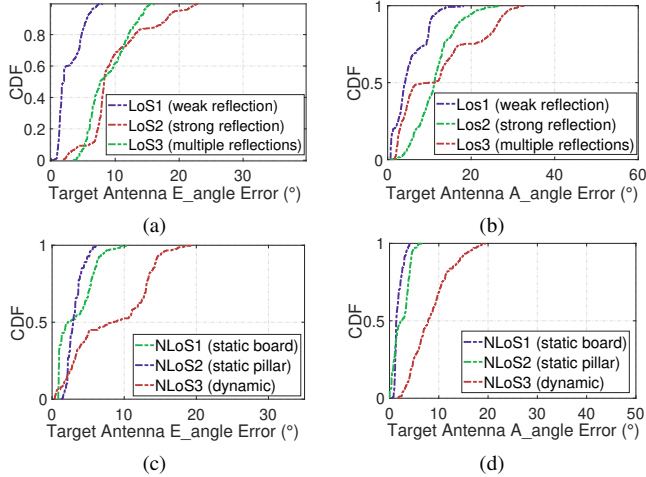 CDF
0.8
0.6
0.4
0.2
0
0 10 20 30
LoS1 (weak reflection)
LoS2 (strong reflection)
LoS3 (multiple reflections)
Target Antenna E_angle Error (°)
(a)
CDF
1
0.5
0
0 20 40 60
Los1 (weak reflection)
Los2 (strong reflection)
Los3 (multiple reflections)
Target Antenna A_angle Error (°)
(b)
CDF
1
0.5
0
0 10 20 30
NLoS1 (static board)
NLoS2 (static pillar)
NLoS3 (dynamic)
Target Antenna E_angle Error (°)
(c)
CDF
1
0.5
0
0 10 20 30 40 50
NLoS1 (static board)
NLoS2 (static pillar)
NLoS3 (dynamic)
Target Antenna A_angle Error (°)
(d)